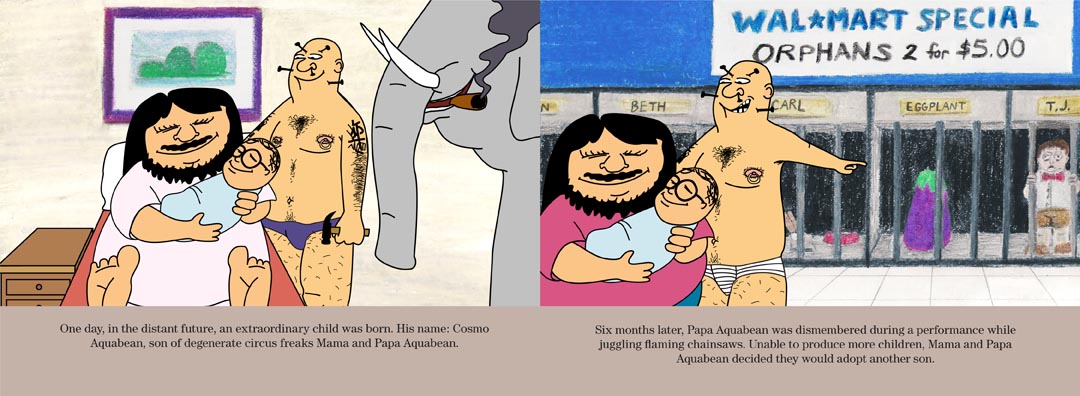 One day, in the distant future, an extraordinary child was born. His name: Cosmo
Aquabean, son of degenerate circus freaks Mama and Papa Aquabean.
WAL★MART SPECIAL
ORPHANS 2 for $5.00
N
BETH
CARL
EGGPLANT
T.J.
Six months later, Papa Aquabean was dismembered during a performance while
juggling flaming chainsaws. Unable to produce more children, Mama and Papa
Aquabean decided they would adopt another son.